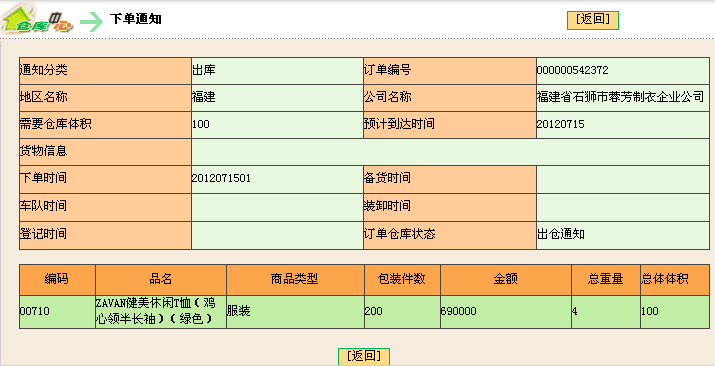 仓库中心
下单通知
[返回]
通知分类 出库 订单编号 000000542372
地区名称 福建 公司名称 福建省石狮市蓉芳制衣企业公司
需要仓库体积 100 预计到达时间 20120715
货物信息
下单时间 2012071501 备货时间
车队时间 装卸时间
登记时间 订单仓库状态 出仓通知
编码 品名 商品类型 包装件数 金额 总重量 总体体积
00710 ZAVAN健美休闲T恤(鸡心领半长袖)(绿色) 服装 200 690000 4 100
[返回]